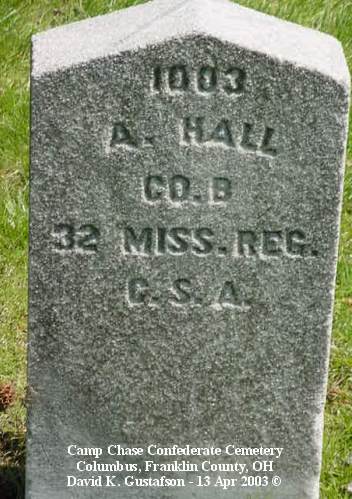 1003
A. HALL
CO. B
32 MISS. REG.
C. S. A.
Camp Chase Confederate Cemetery
Columbus, Franklin County, OH
David K. Gustafson - 13 Apr 2003 ©